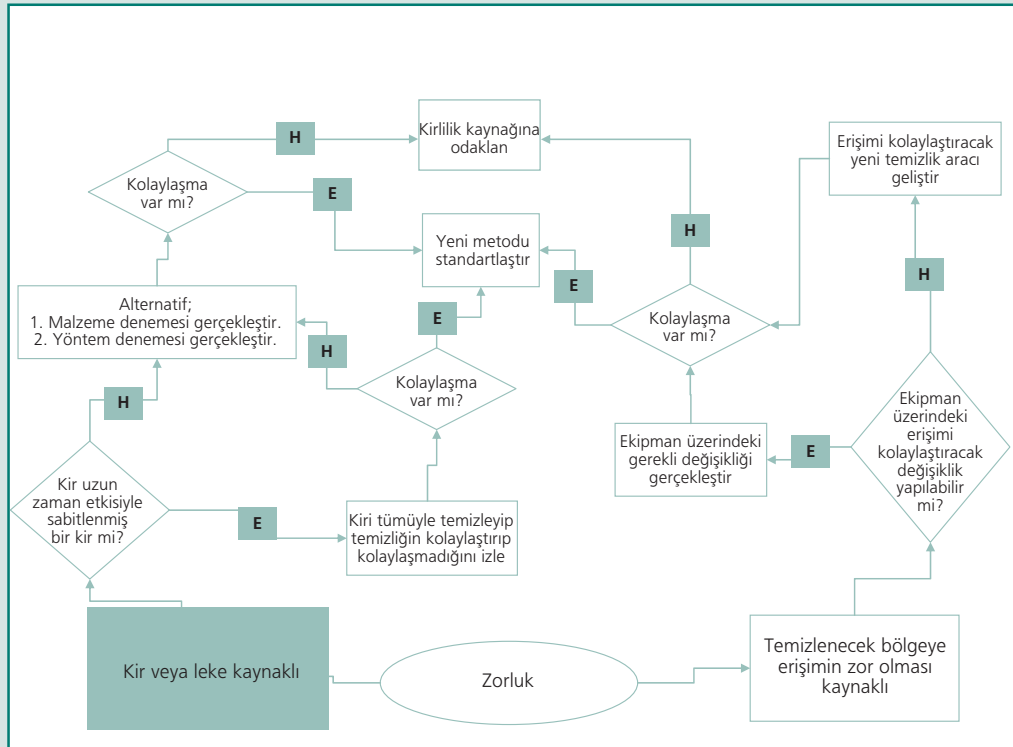 H
Kirlilik kaynağına
odaklan
Erişimi kolaylaştıracak
yeni temizlik aracı
geliştir
Kolaylaşma
var mı?
E
Yeni metodu
standartlaştır
H
H
E
Alternatif;
1. Malzeme denemesi gerçekleştir.
2. Yöntem denemesi gerçekleştir.
E
Kolaylaşma
var mı?
H
Kolaylaşma
var mı?
H
Ekipman
üzerindeki
erişimi
kolaylaştıracak
değişiklik
yapılabilir
mi?
E
Ekipman üzerindeki
gerekli değişikliği
gerçekleştir
Kir uzun
zaman etkisiyle
sabitlenmiş
bir kir mi?
E
Kiri tümüyle temizleyip
temizliğin kolaylaştırıp
kolaylaşmadığını izle
Kir veya leke kaynaklı
Zorluk
Temizlenecek bölgeye
erişimin zor olması
kaynaklı